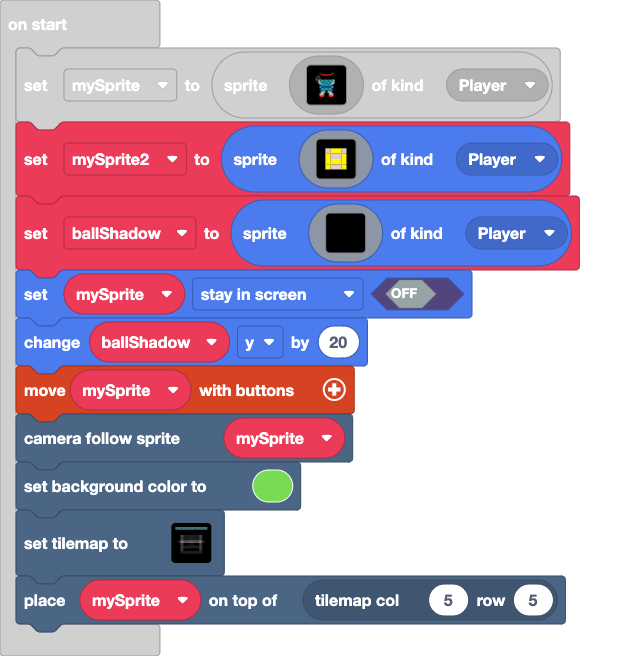 on start
set mySprite to sprite of kind Player
set mySprite2 to sprite of kind Player
set ballShadow to sprite of kind Player
set mySprite stay in screen OFF
change ballShadow y by 20
move mySprite with buttons
camera follow sprite mySprite
set background color to
set tilemap to
place mySprite on top of tilemap col 5 row 5